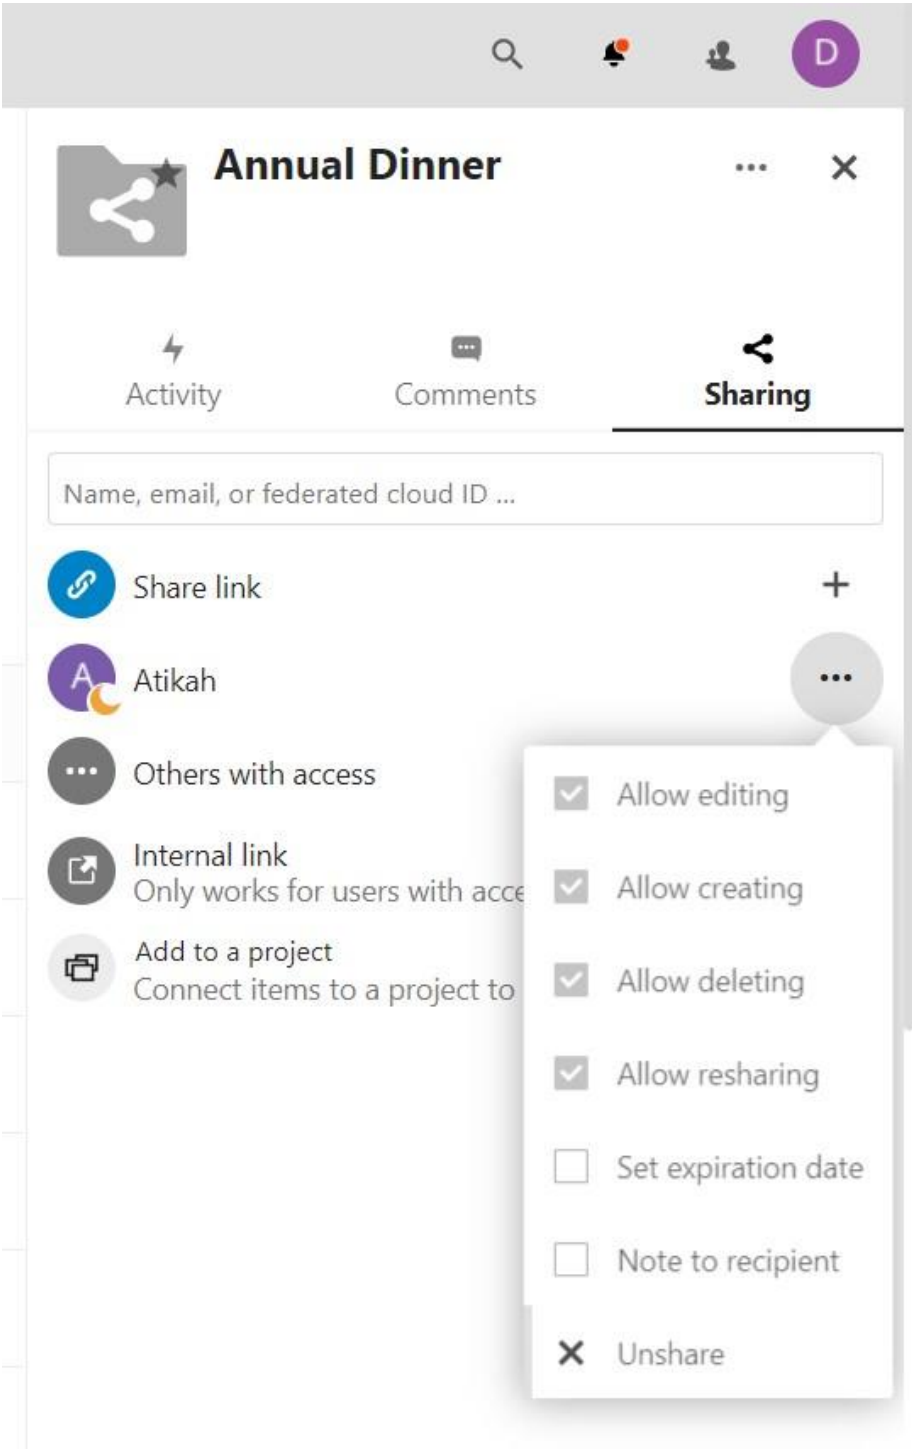 D
Annual Dinner
Activity
Comments
Sharing
Name, email, or federated cloud ID ...
Share link
A
Atikah
Others with access
Internal link
Only works for users with acce
Add to a project
Connect items to a project to
Allow editing
Allow creating
Allow deleting
Allow resharing
Set expiration date
Note to recipient
Unshare